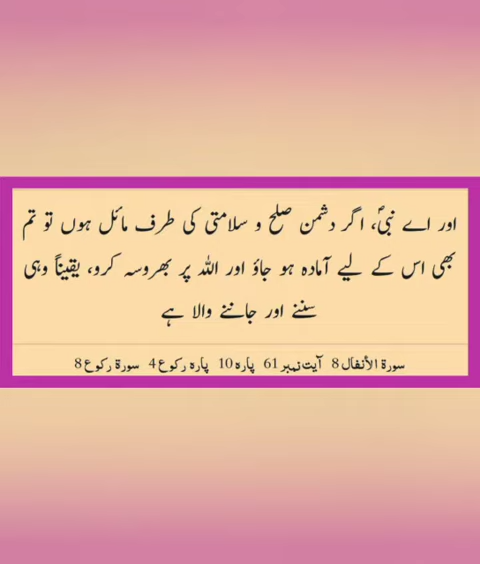 اور اے نبیؐ، اگر دشمن صلح و سلامتی کی طرف مائل ہوں تو تم
بھی اس کے لیے آمادہ ہو جاؤ اور اللہ پر بھروسہ کرو، یقیناً وہی
سننے اور جاننے والا ہے
سورۃ الأنفال 8 آیت نمبر 61 پارہ 10 پارہ رکوع 4 سورۃ رکوع 8